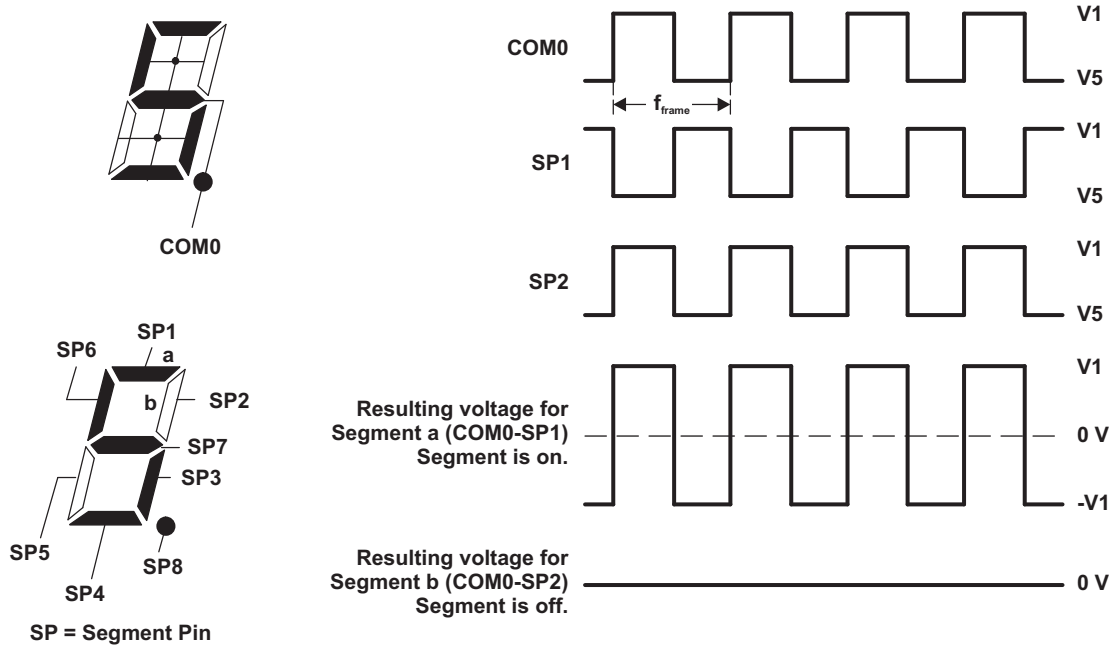 COM0
SP1
SP6
a
b
SP2
SP7
SP3
SP5
SP8
SP4
SP = Segment Pin
COM0
V1
V5
fframe
SP1
V1
V5
SP2
V1
V5
Resulting voltage for
Segment a (COM0-SP1)
Segment is on.
V1
0 V
-V1
Resulting voltage for
Segment b (COM0-SP2)
Segment is off.
0 V